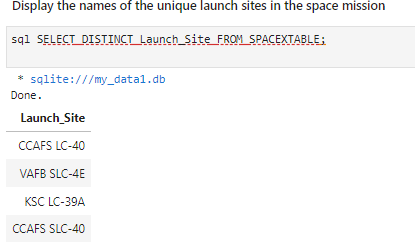 Display the names of the unique launch sites in the space mission
sql SELECT DISTINCT Launch_Site FROM SPACEXTABLE;
* sqlite:///my_data1.db
Done.
Launch_Site
CCAFS LC-40
VAFB SLC-4E
KSC LC-39A
CCAFS SLC-40